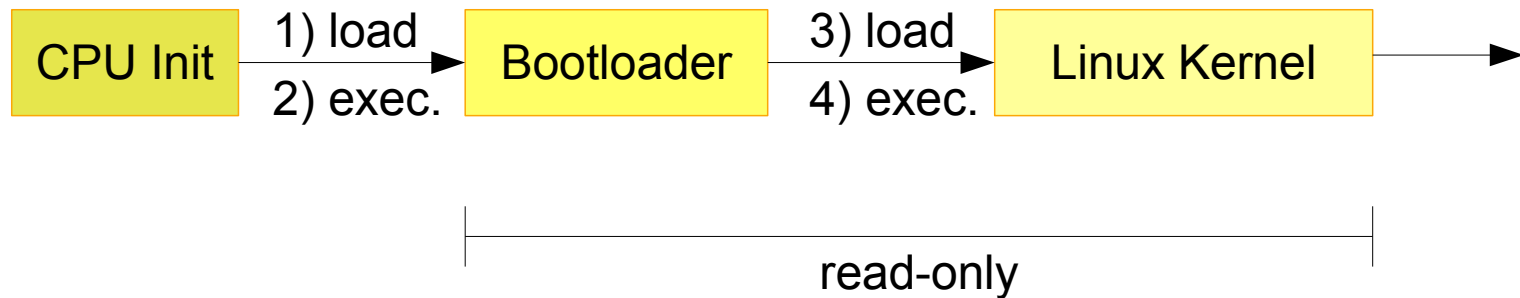 CPU Init
1) load
2) exec.
Bootloader
3) load
4) exec.
Linux Kernel
read-only